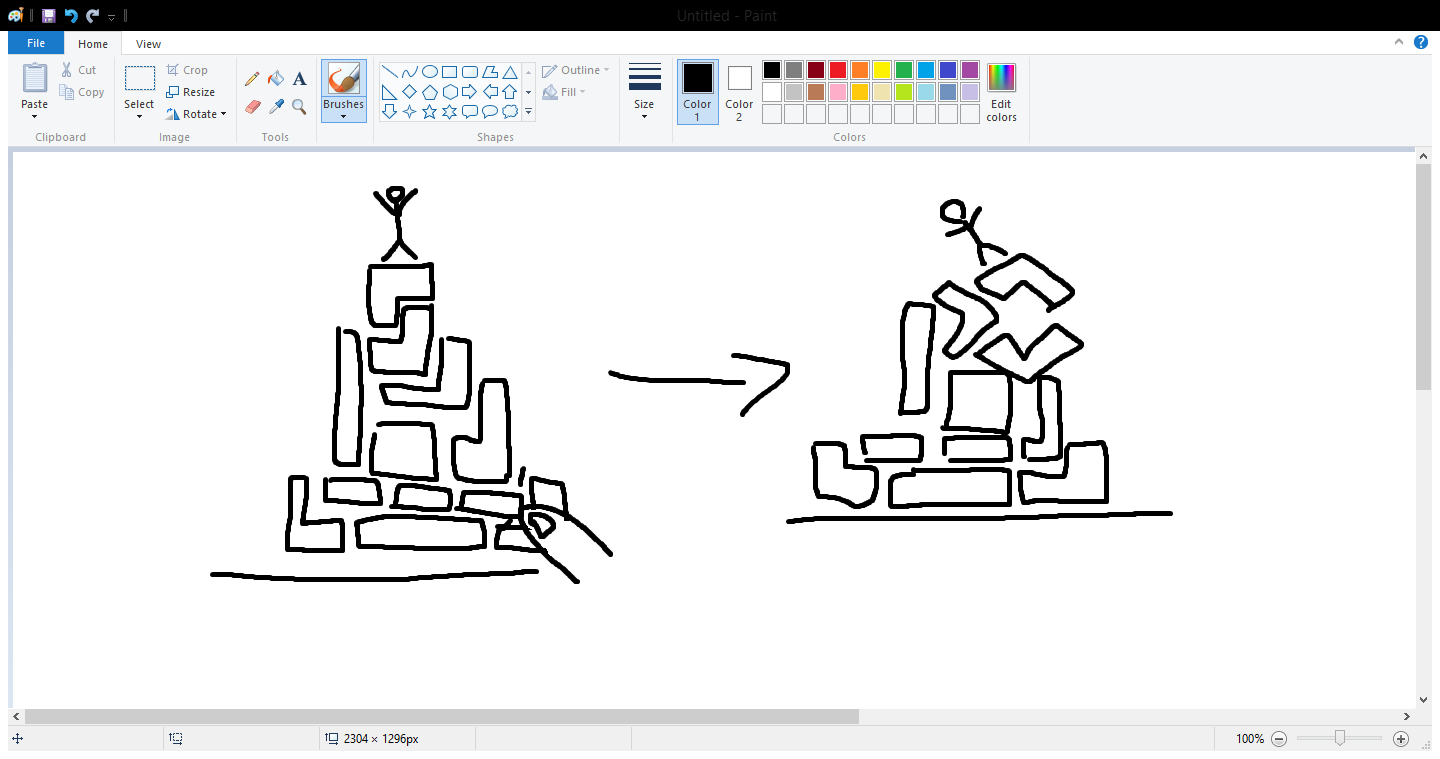 Untitled - Paint
File Home View
Paste
Cut
Copy
Clipboard
Select
Crop
Resize
Rotate
Image
A
Tools
Brushes
Outline
Fill
Shapes
Size
Color
1
Color
2
Edit
colors
Colors
2304 × 1296px
100%